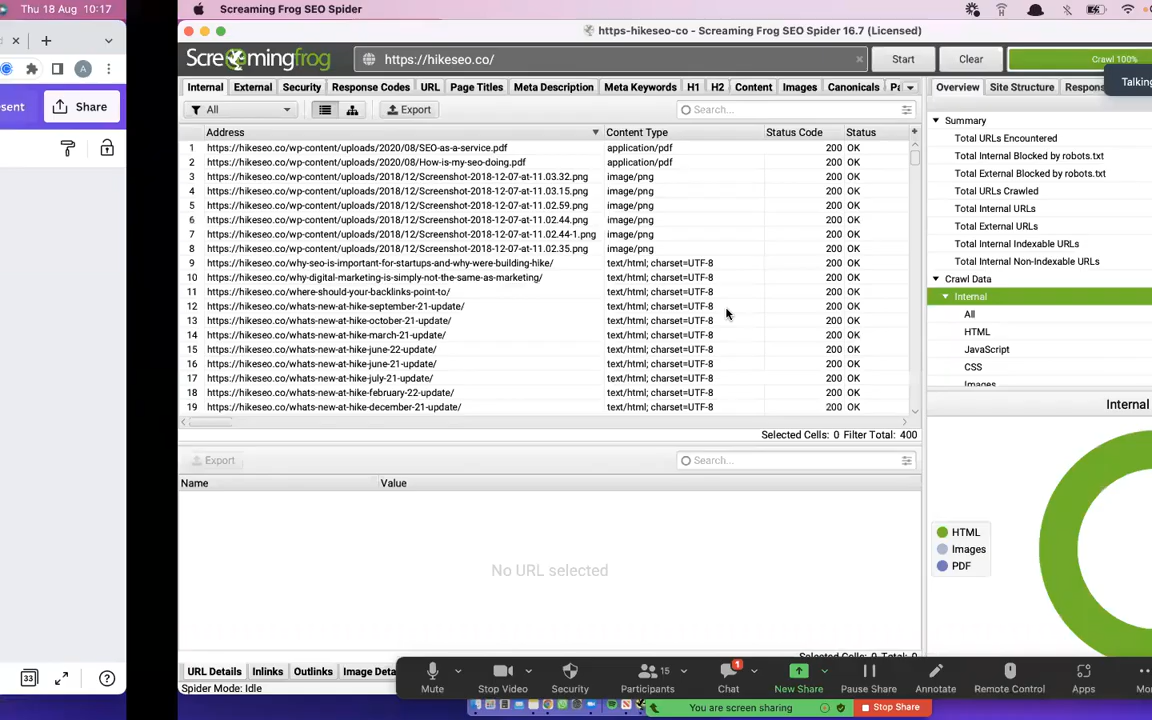 Thu 18 Aug 10:17
Screaming Frog SEO Spider
https-hikeseo-co - Screaming Frog SEO Spider 16.7 (Licensed)
Screamingfrog
https://hikeseo.co/
Start
Clear
Crawl 100%
Talking
Internal External Security Response Codes URL Page Titles Meta Description Meta Keywords H1 H2 Content Images Canonicals
Overview Site Structure
All
Export
Search...
A
Share
Address Content Type Status Code Status
1 https://hikeseo.co/wp-content/uploads/2020/08/SEO-as-a-service.pdf application/pdf 200 OK
2 https://hikeseo.co/wp-content/uploads/2020/08/How-is-my-seo-doing.pdf application/pdf 200 OK
3 https://hikeseo.co/wp-content/uploads/2018/12/Screenshot-2018-12-07-at-11.03.32.png image/png 200 OK
4 https://hikeseo.co/wp-content/uploads/2018/12/Screenshot-2018-12-07-at-11.03.15.png image/png 200 OK
5 https://hikeseo.co/wp-content/uploads/2018/12/Screenshot-2018-12-07-at-11.02.59.png image/png 200 OK
6 https://hikeseo.co/wp-content/uploads/2018/12/Screenshot-2018-12-07-at-11.02.44.png image/png 200 OK
7 https://hikeseo.co/wp-content/uploads/2018/12/Screenshot-2018-12-07-at-11.02.44-1.png image/png 200 OK
8 https://hikeseo.co/wp-content/uploads/2018/12/Screenshot-2018-12-07-at-11.02.35.png image/png 200 OK
9 https://hikeseo.co/why-seo-is-important-for-startups-and-why-were-building-hike/ text/html; charset=UTF-8 200 OK
10 https://hikeseo.co/why-digital-marketing-is-simply-not-the-same-as-marketing/ text/html; charset=UTF-8 200 OK
11 https://hikeseo.co/where-should-your-backlinks-point-to/ text/html; charset=UTF-8 200 OK
12 https://hikeseo.co/whats-new-at-hike-september-21-update/ text/html; charset=UTF-8 200 OK
13 https://hikeseo.co/whats-new-at-hike-october-21-update/ text/html; charset=UTF-8 200 OK
14 https://hikeseo.co/whats-new-at-hike-march-21-update/ text/html; charset=UTF-8 200 OK
15 https://hikeseo.co/whats-new-at-hike-june-22-update/ text/html; charset=UTF-8 200 OK
16 https://hikeseo.co/whats-new-at-hike-june-21-update/ text/html; charset=UTF-8 200 OK
17 https://hikeseo.co/whats-new-at-hike-july-21-update/ text/html; charset=UTF-8 200 OK
18 https://hikeseo.co/whats-new-at-hike-february-22-update/ text/html; charset=UTF-8 200 OK
19 https://hikeseo.co/whats-new-at-hike-december-21-update/ text/html; charset=UTF-8 200 OK
Selected Cells: 0 Filter Total: 400
Summary
Total URLs Encountered
Total Internal Blocked by robots.txt
Total External Blocked by robots.txt
Total URLs Crawled
Total Internal URLs
Total External URLs
Total Internal Indexable URLs
Total Internal Non-Indexable URLs
Crawl Data
Internal
All
HTML
JavaScript
CSS
Images
Internal
HTML
Images
PDF
Export
Search...
Name Value
No URL selected
Selected Cells: 0 Total: 0
URL Details Inlinks Outlinks
Spider Mode: Idle
33
Mute
Stop Video
Security
15
Participants
1
Chat
New Share
Pause Share
Annotate
Remote Control
Apps
You are screen sharing
Stop Share